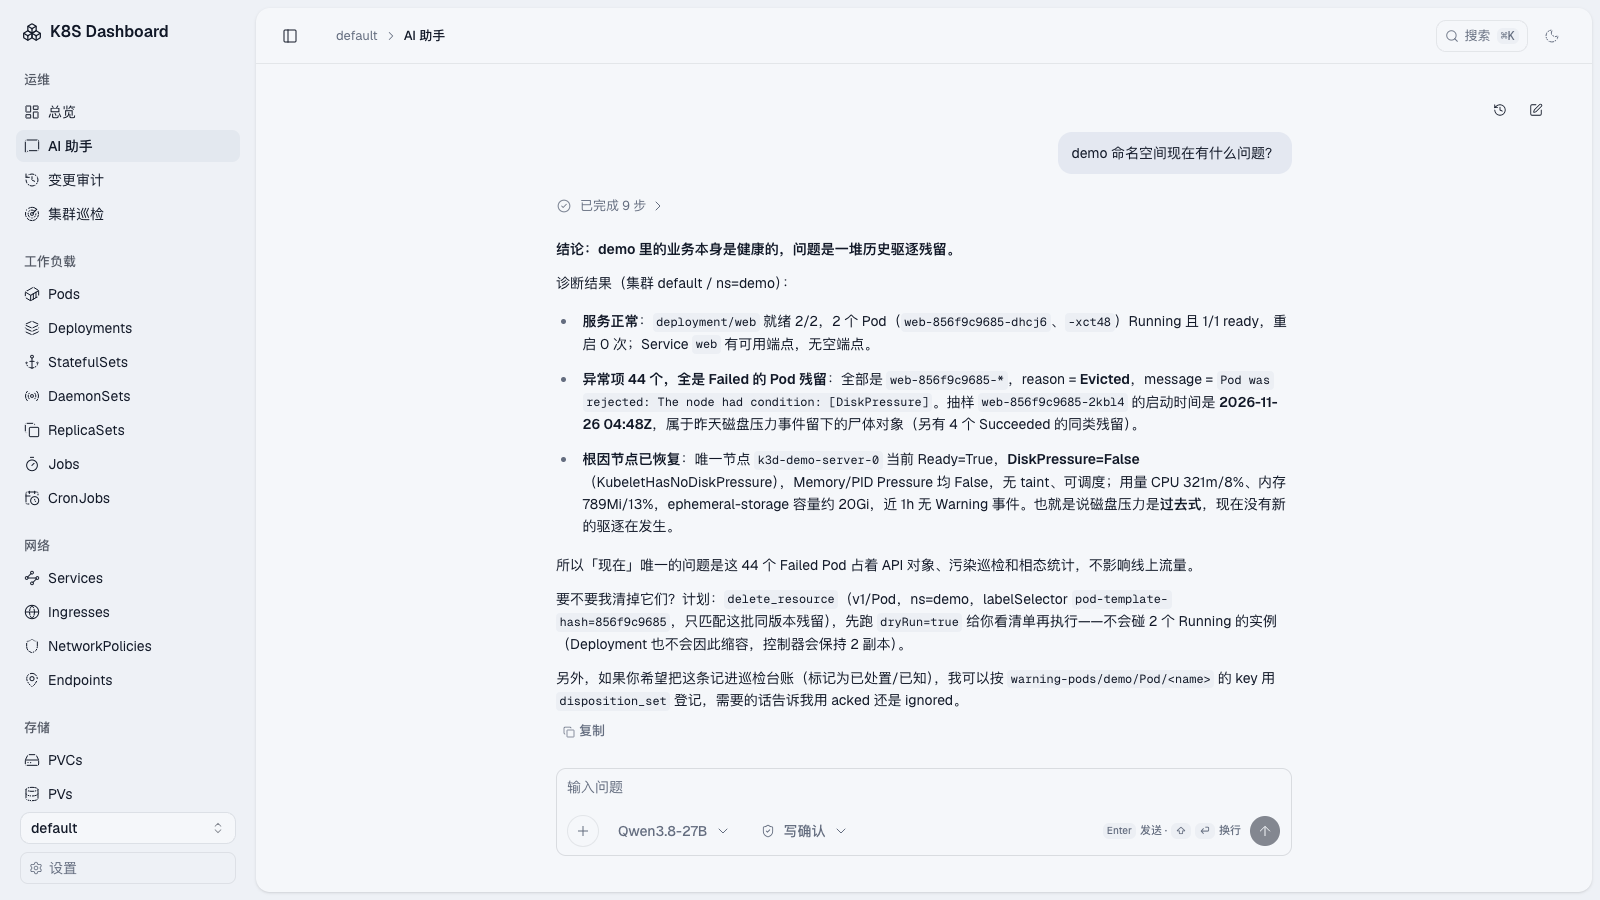 K8S Dashboard
运维
总览
AI 助手
变更审计
集群巡检
工作负载
Pods
Deployments
StatefulSets
DaemonSets
ReplicaSets
Jobs
CronJobs
网络
Services
Ingresses
NetworkPolicies
Endpoints
存储
PVCs
PVs
default
设置
default > AI 助手
搜索 ⌘K
demo 命名空间现在有什么问题？
已完成 9 步 >
结论：demo 里的业务本身是健康的，问题是一堆历史驱逐残留。
诊断结果（集群 default / ns=demo）：
• 服务正常：deployment/web 就绪 2/2，2 个 Pod（web-856f9c9685-dhcj6、-xct48）Running 且 1/1 ready，重
启 0 次；Service web 有可用端点，无空端点。
• 异常项 44 个，全是 Failed 的 Pod 残留：全部是 web-856f9c9685-*，reason = Evicted，message = Pod was
rejected: The node had condition: [DiskPressure]。抽样 web-856f9c9685-2kbl4 的启动时间是 2026-11-
26 04:48Z，属于昨天磁盘压力事件留下的尸体对象（另有 4 个 Succeeded 的同类残留）。
• 根因节点已恢复：唯一节点 k3d-demo-server-0 当前 Ready=True，DiskPressure=False
（KubeletHasNoDiskPressure），Memory/PID Pressure 均 False，无 taint、可调度；用量 CPU 321m/8%、内存
789Mi/13%，ephemeral-storage 容量约 20Gi，近 1h 无 Warning 事件。也就是说磁盘压力是过去式，现在没有新
的驱逐在发生。
所以「现在」唯一的问题是这 44 个 Failed Pod 占着 API 对象、污染巡检和相态统计，不影响线上流量。
要不要我清掉它们？计划：delete_resource（v1/Pod，ns=demo，labelSelector pod-template-
hash=856f9c9685，只匹配这批同版本残留），先跑 dryRun=true 给你看清单再执行——不会碰 2 个 Running 的实例
（Deployment 也不会因此缩容，控制器会保持 2 副本）。
另外，如果你希望把这条记进巡检台账（标记为已处置/已知），我可以按 warning-pods/demo/Pod/<name> 的 key 用
disposition_set 登记，需要的话告诉我用 acked 还是 ignored。
复制
输入问题
Qwen3.8-27B
写确认
Enter 发送 · ⇧ ↵ 换行